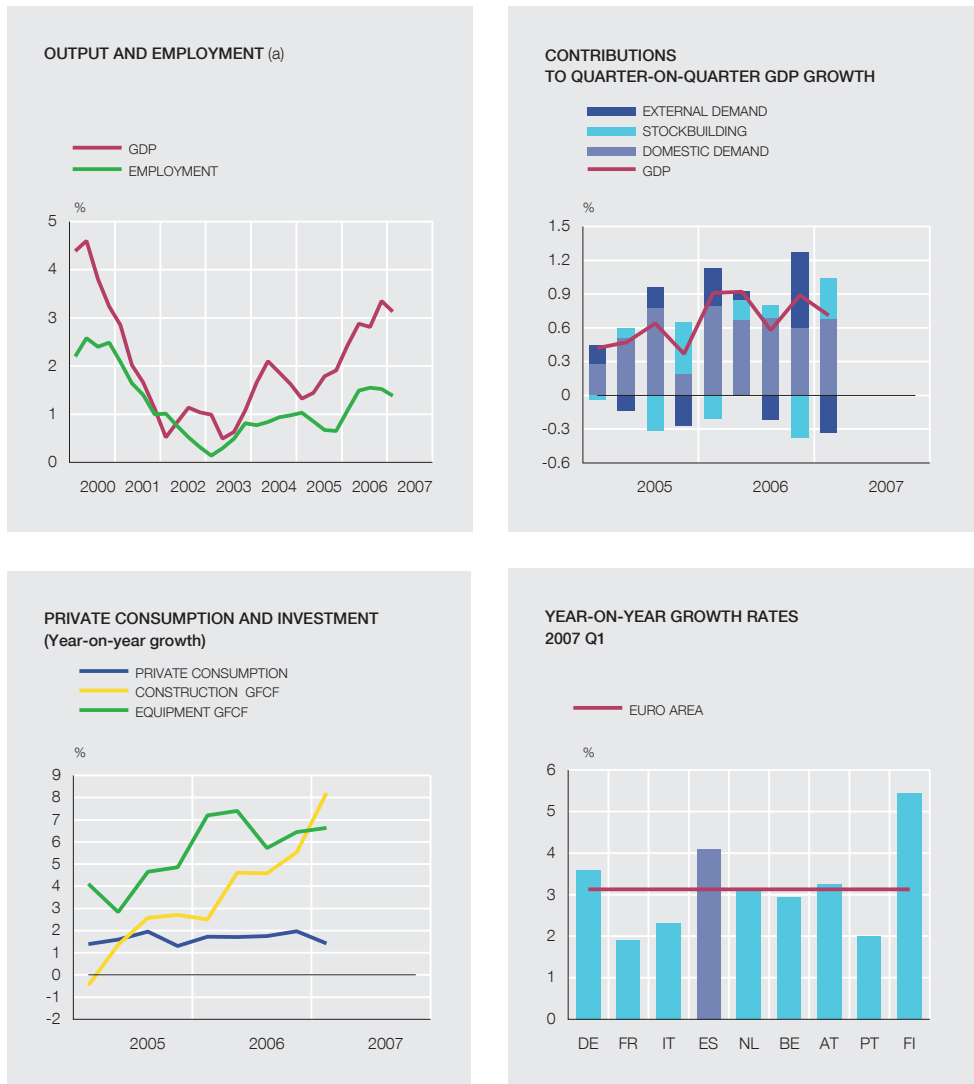 OUTPUT AND EMPLOYMENT (a)
GDP
EMPLOYMENT
%
5
4
3
2
1
0
2000 2001 2002 2003 2004 2005 2006 2007
CONTRIBUTIONS
TO QUARTER-ON-QUARTER GDP GROWTH
EXTERNAL DEMAND
STOCKBUILDING
DOMESTIC DEMAND
GDP
%
1.5
1.2
0.9
0.6
0.3
0
-0.3
-0.6
2005 2006 2007
PRIVATE CONSUMPTION AND INVESTMENT
(Year-on-year growth)
PRIVATE CONSUMPTION
CONSTRUCTION GFCF
EQUIPMENT GFCF
%
9
8
7
6
5
4
3
2
1
0
-1
-2
2005 2006 2007
YEAR-ON-YEAR GROWTH RATES
2007 Q1
EURO AREA
%
6
5
4
3
2
1
0
DE FR IT ES NL BE AT PT FI